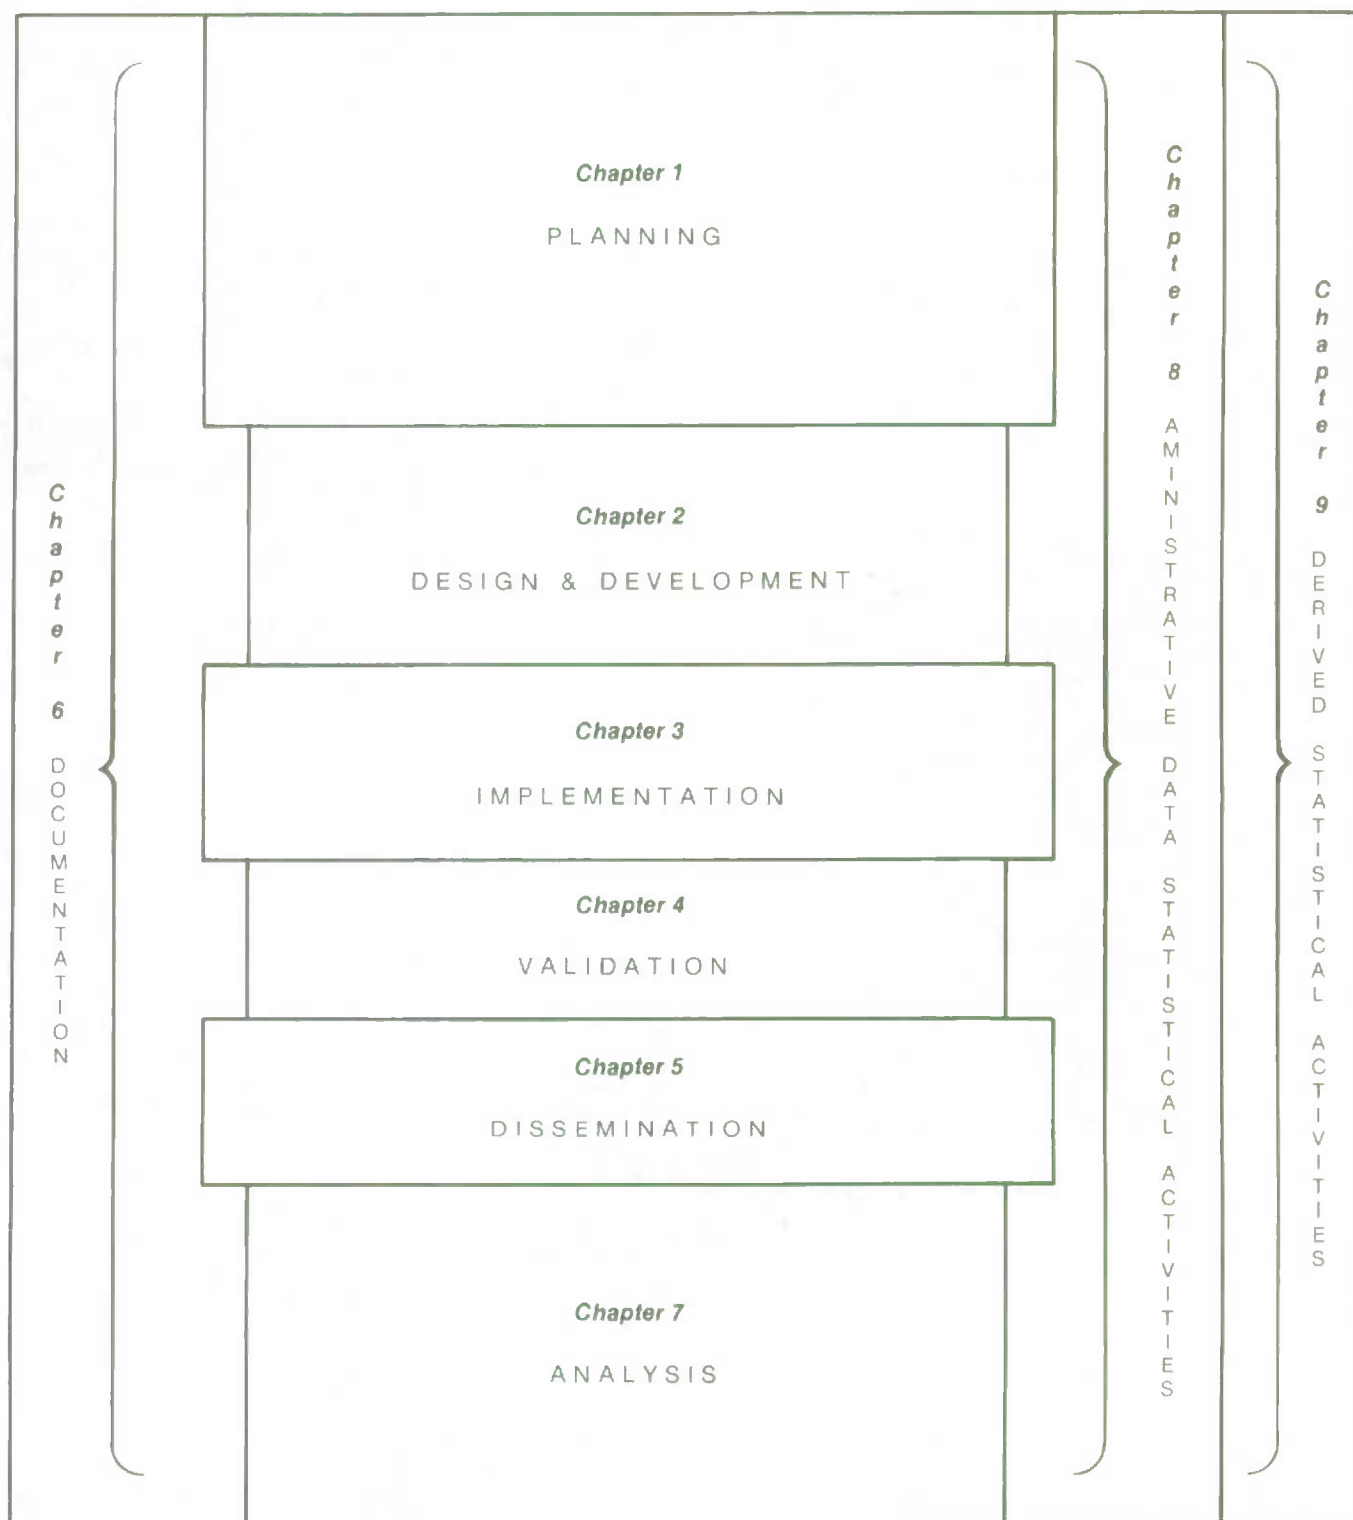 Chapter 1
PLANNING
Chapter 2
DESIGN & DEVELOPMENT
Chapter 3
IMPLEMENTATION
Chapter 4
VALIDATION
Chapter 5
DISSEMINATION
Chapter 7
ANALYSIS
Chapter 6 DOCUMENTATION
Chapter 8 AMINISTRATIVE DATA STATISTICAL ACTIVITIES
Chapter 9 DERIVED STATISTICAL ACTIVITIES